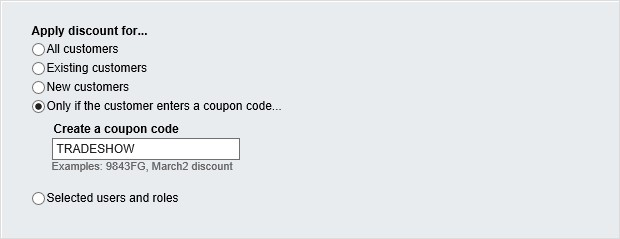 Apply discount for...
All customers
Existing customers
New customers
Only if the customer enters a coupon code...
Create a coupon code
TRADESHOW
Examples: 9843FG, March2 discount
Selected users and roles